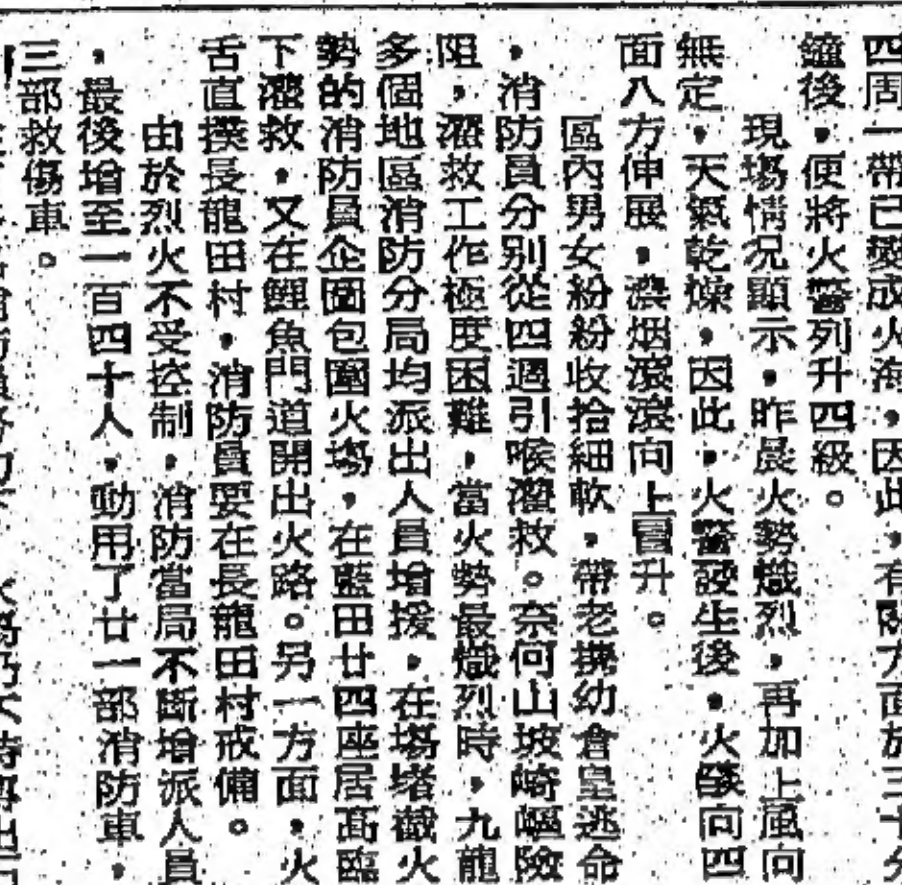 四周一帶已變成火海，因此，有關方面於三十分
鐘後，便將火警列升四級。
現場情况顯示，昨晨火勢熾烈，再加上風向
無定，天氣乾燥，因此，火警發生後，火酸向四
面八方伸展，濃烟滾滾向上冒升。
區內男女紛紛收拾細軟，帶老携幼倉皇逃命
，消防員分别從四週引喉灌救。奈何山坡崎嶇險
阻，灌救工作極度困難，當火勢最熾烈時，九龍
多個地區消防分局均派出人員增援，在塲堵截火
勢的消防員企圖包圍火塲，在藍田廿四座居高臨
下灌救，又在鯉魚門道開出火路。另一方面，火
舌直撲長龍田村，消防員要在長龍田村戒備。
由於烈火不受控制，消防當局不斷增派人員
，最後增至一百四十人，動用了廿一部消防車，
三部救傷車。